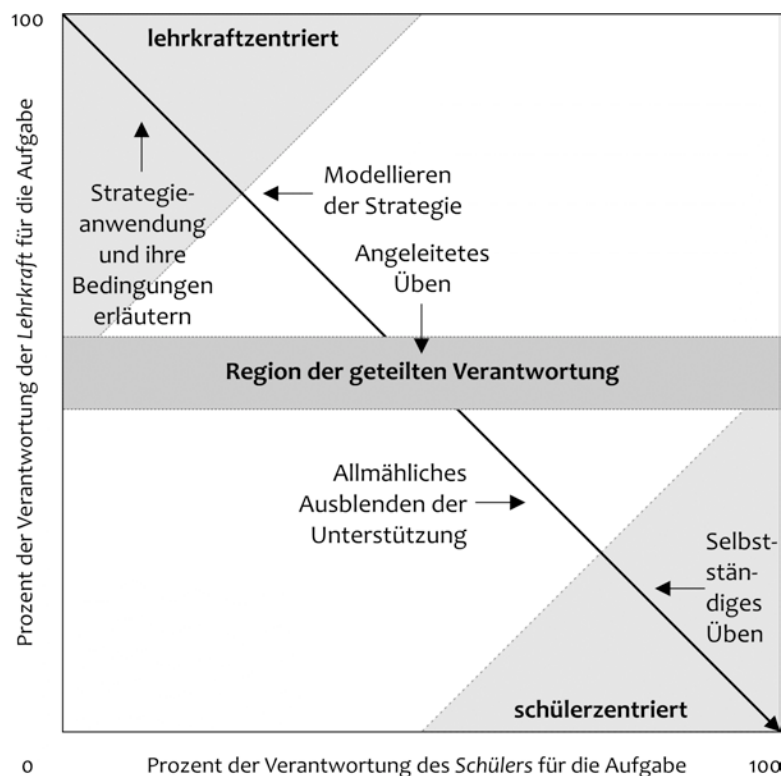 100
lehrkraftzentriert
Strategie-
anwendung
und ihre
Bedingungen
erläutern
Modellieren
der Strategie
Angeleitetes
Üben
Region der geteilten Verantwortung
Allmähliches
Ausblenden der
Unterstützung
Selbst-
stän-
diges
Üben
schülerzentriert
Prozent der Verantwortung der Lehrkraft für die Aufgabe
0
Prozent der Verantwortung des Schülers für die Aufgabe
100